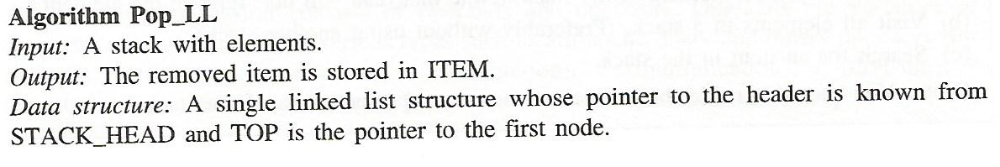 Algorithm Pop_LL
Input: A stack with elements.
Output: The removed item is stored in ITEM.
Data structure: A single linked list structure whose pointer to the header is known from
STACK_HEAD and TOP is the pointer to the first node.